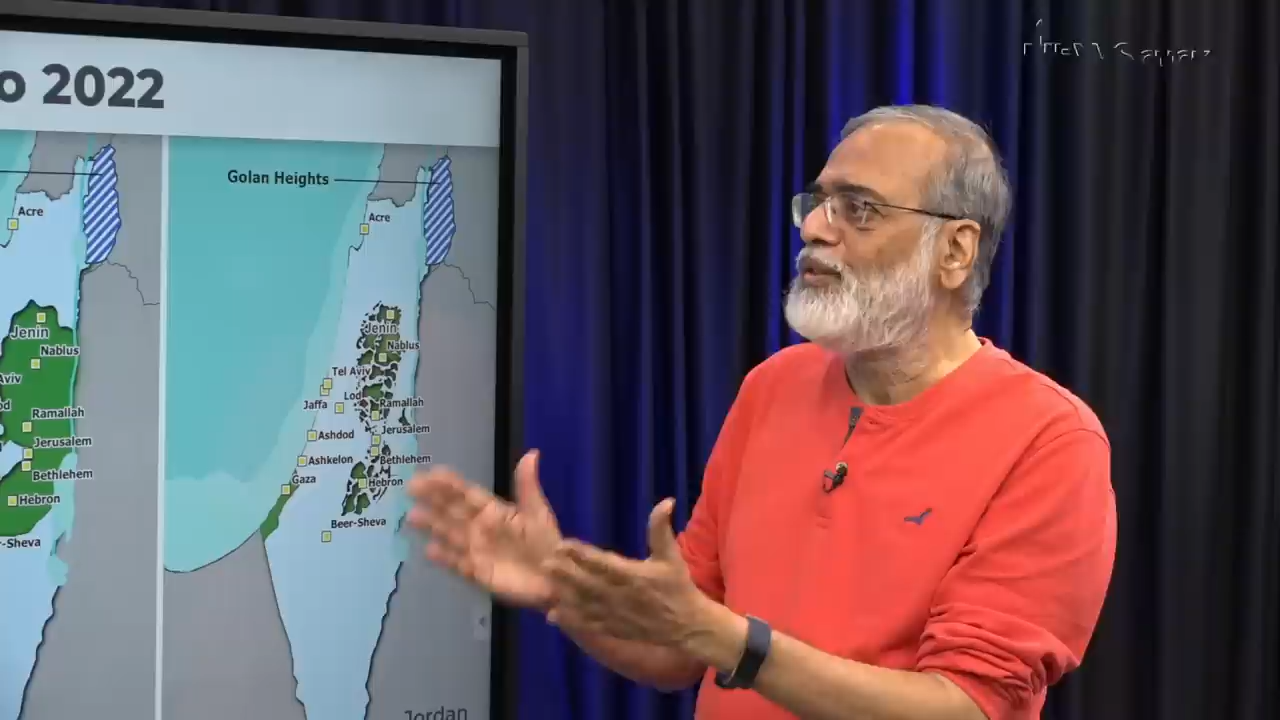 o 2022
Acre
Jenin
Nablus
Aviv
od
Ramallah
Jerusalem
Bethlehem
Hebron
-Sheva
Golan Heights
Acre
Jenin
Nablus
Tel Aviv
Lod
Jaffa
Ramallah
Jerusalem
Ashdod
Ashkelon
Bethlehem
Gaza
Hebron
Beer-Sheva
Jordan